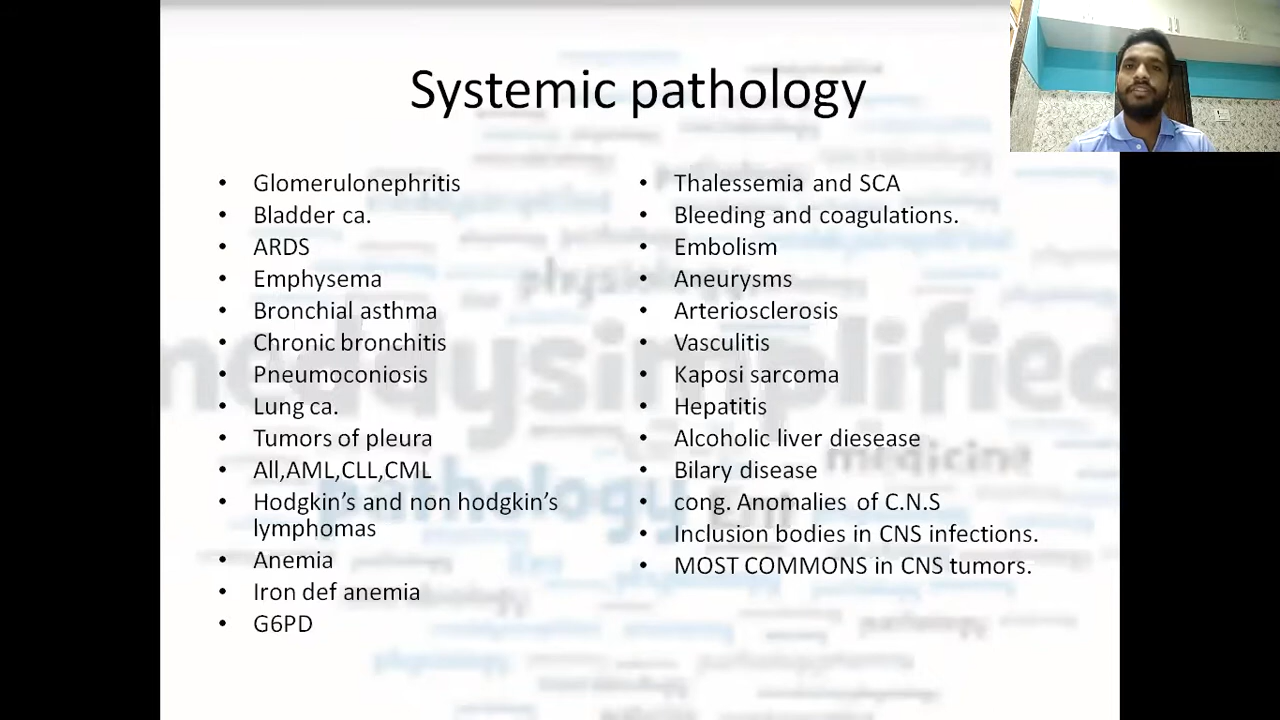 Systemic pathology
• Glomerulonephritis
• Bladder ca.
• ARDS
• Emphysema
• Bronchial asthma
• Chronic bronchitis
• Pneumoconiosis
• Lung ca.
• Tumors of pleura
• All,AML,CLL,CML
• Hodgkin’s and non hodgkin’s
lymphomas
• Anemia
• Iron def anemia
• G6PD
• Thalessemia and SCA
• Bleeding and coagulations.
• Embolism
• Aneurysms
• Arteriosclerosis
• Vasculitis
• Kaposi sarcoma
• Hepatitis
• Alcoholic liver diesease
• Bilary disease
• cong. Anomalies of C.N.S
• Inclusion bodies in CNS infections.
• MOST COMMONS in CNS tumors.
meddysimplified
medicine